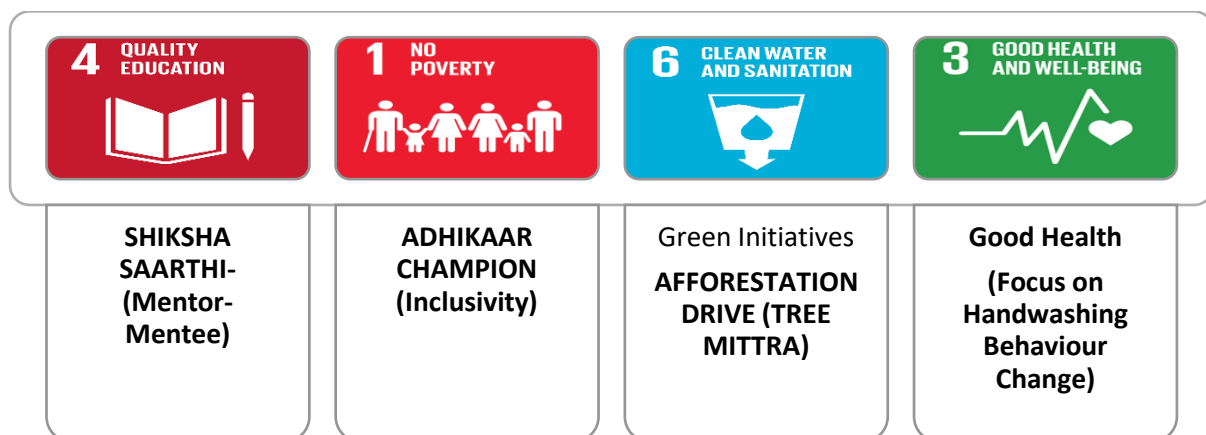 4 QUALITY
EDUCATION
SHIKSHA
SAARTHI-
(Mentor-
Mentee)
1 NO
POVERTY
ADHIKAAR
CHAMPION
(Inclusivity)
6 CLEAN WATER
AND SANITATION
Green Initiatives
AFFORESTATION
DRIVE (TREE
MITTRA)
3 GOOD HEALTH
AND WELL-BEING
Good Health
(Focus on
Handwashing
Behaviour
Change)